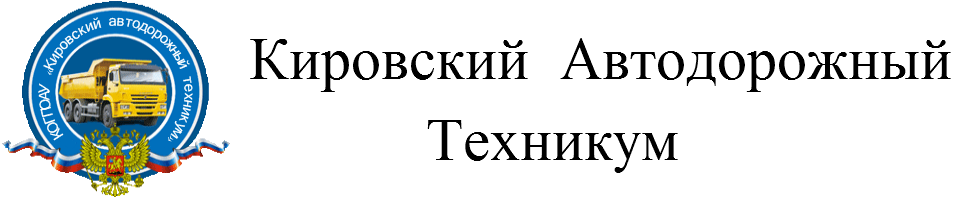 КОГПОАУ «Кировский автодорожный техникум»
Кировский Автодорожный
Техникум